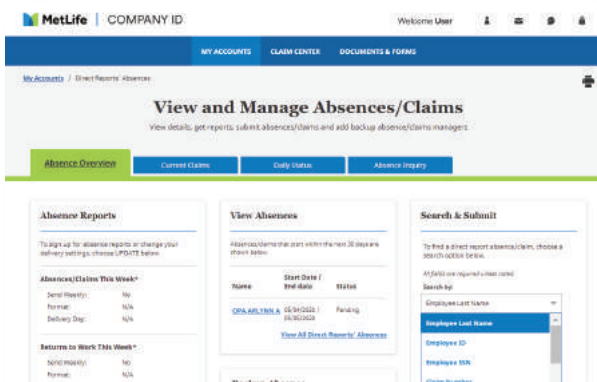 MetLife | COMPANY ID
Welcome User
MY ACCOUNTS CLAIM CENTER DOCUMENTS & FORMS
My Accounts / Direct Reports' Absences
View and Manage Absences/Claims
View details, get reports, submit absences/claims and add backup absence/claims managers
Absence Overview Current Claims Daily Status Absence Inquiry
Absence Reports
To sign up for absence reports or change your
delivery settings, choose UPDATE below.
Absences/Claims This Week*
Send Weekly: No
Format: N/A
Delivery Day: N/A
Returns to Work This Week*
Send Weekly: No
Format: N/A
View Absences
Absences/claims that start within the next 30 days are
shown below.
Name Start Date / End date Status
OPA ARLYNN A 05/04/2020 / Pending
View All Direct Reports' Absences
Search & Submit
To find a direct report absence/claim, choose a
search option below.
All fields are required unless noted.
Search by:
Employee Last Name
Employee Last Name
Employee ID
Employee SSN
Claim Number